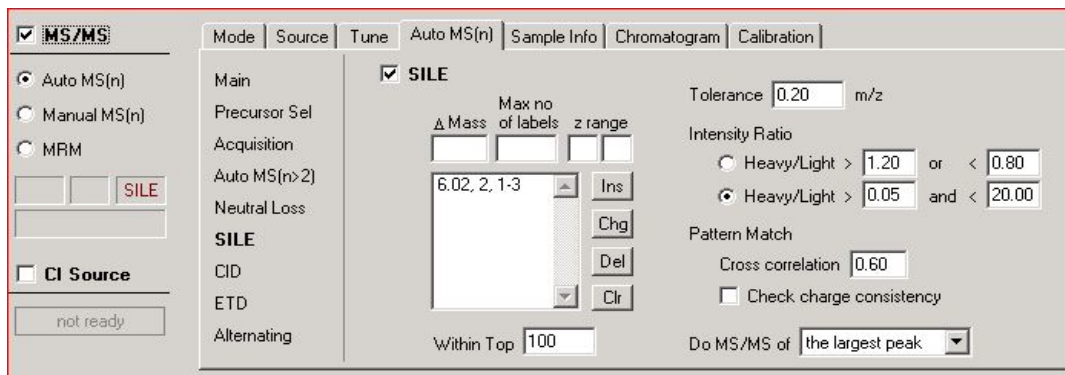 MS/MS
Auto MS(n)
Manual MS(n)
MRM
SILE
CI Source
not ready
Mode Source Tune Auto MS(n) Sample Info Chromatogram Calibration
Main
Precursor Sel
Acquisition
Auto MS(n>2)
Neutral Loss
SILE
CID
ETD
Alternating
SILE
Max no
Δ Mass of labels z range
6.02, 2, 1-3
Ins
Chg
Del
Clr
Within Top 100
Tolerance 0.20 m/z
Intensity Ratio
Heavy/Light > 1.20 or < 0.80
Heavy/Light > 0.05 and < 20.00
Pattern Match
Cross correlation 0.60
Check charge consistency
Do MS/MS of the largest peak